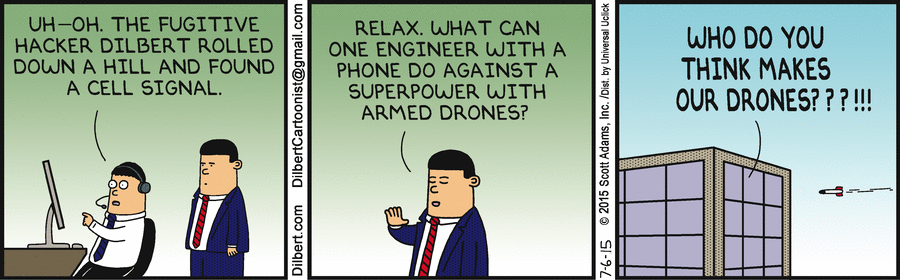 UH-OH. THE FUGITIVE
HACKER DILBERT ROLLED
DOWN A HILL AND FOUND
A CELL SIGNAL.
Dilbert.com DilbertCartoonist@gmail.com
RELAX. WHAT CAN
ONE ENGINEER WITH A
PHONE DO AGAINST A
SUPERPOWER WITH
ARMED DRONES?
7-6-15 © 2015 Scott Adams, Inc. /Dist. by Universal Uclick
WHO DO YOU
THINK MAKES
OUR DRONES???!!!